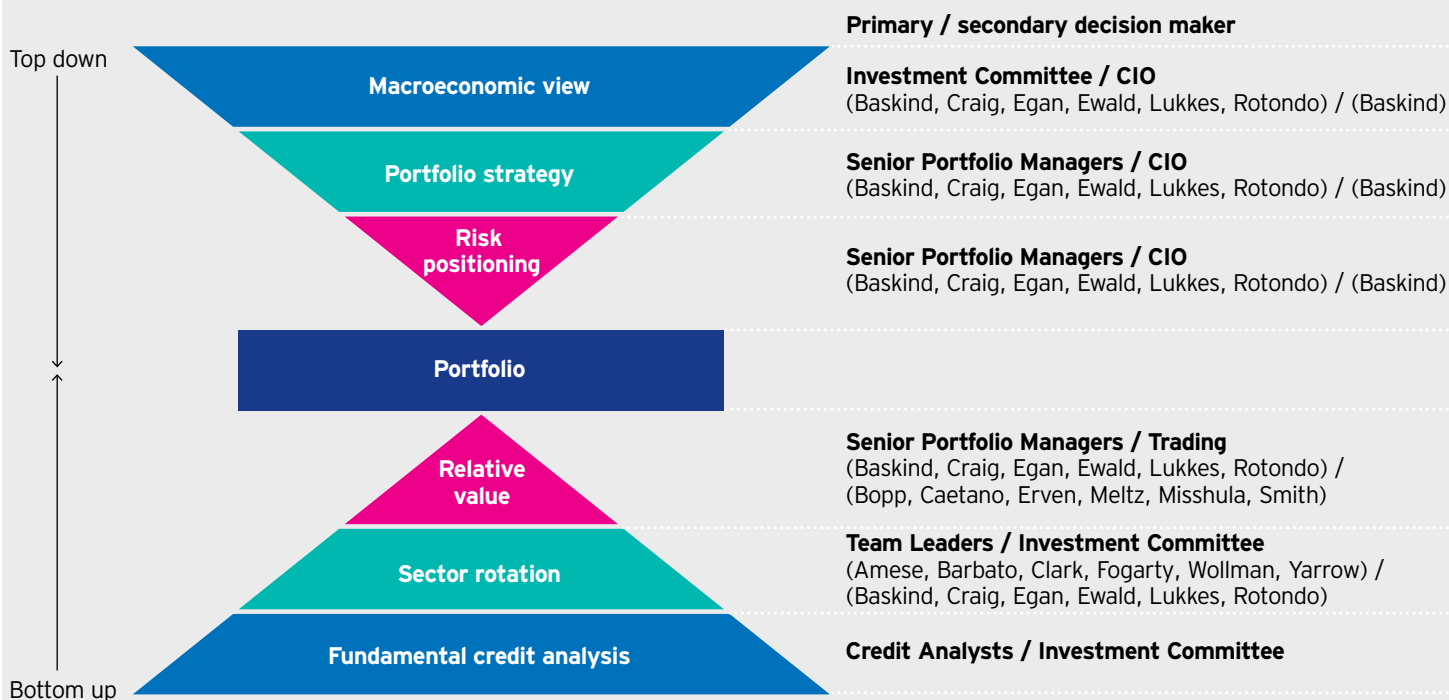 Primary / secondary decision maker
Top down
Macroeconomic view
Investment Committee / CIO
(Baskind, Craig, Egan, Ewald, Lukkes, Rotondo) / (Baskind)
Portfolio strategy
Senior Portfolio Managers / CIO
(Baskind, Craig, Egan, Ewald, Lukkes, Rotondo) / (Baskind)
Risk
positioning
Senior Portfolio Managers / CIO
(Baskind, Craig, Egan, Ewald, Lukkes, Rotondo) / (Baskind)
Portfolio
Relative
value
Senior Portfolio Managers / Trading
(Baskind, Craig, Egan, Ewald, Lukkes, Rotondo) /
(Bopp, Caetano, Erven, Meltz, Misshula, Smith)
Sector rotation
Team Leaders / Investment Committee
(Amese, Barbato, Clark, Fogarty, Wollman, Yarrow) /
(Baskind, Craig, Egan, Ewald, Lukkes, Rotondo)
Fundamental credit analysis
Credit Analysts / Investment Committee
Bottom up